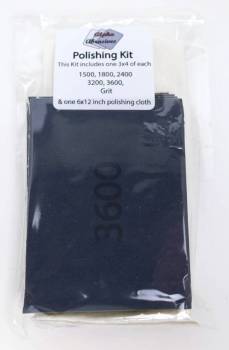 Alpha
Abrasives
Polishing Kit
This Kit includes one 3x4 of each
1500, 1800, 2400
3200, 3600,
Grit
& one 6x12 inch polishing cloth
3600